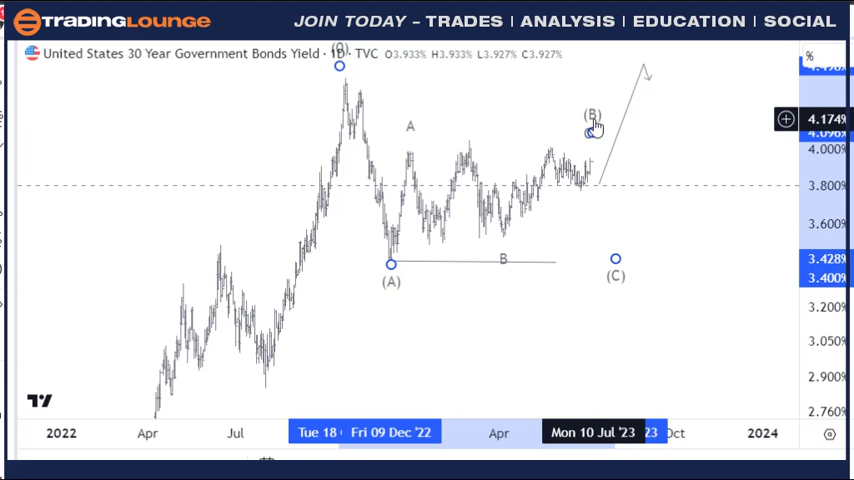 TRADINGLOUNGE
JOIN TODAY - TRADES | ANALYSIS | EDUCATION | SOCIAL
United States 30 Year Government Bonds Yield · 1D · TVC O3.933% H3.933% L3.927% C3.927%
%
(B)
4.174%
4.096%
A
4.000%
3.800%
3.600%
B
3.428%
(A)
(C)
3.400%
3.200%
3.050%
2.900%
2.760%
2022
Apr
Jul
Tue 18
Fri 09 Dec '22
Apr
Mon 10 Jul '23
23
Oct
2024